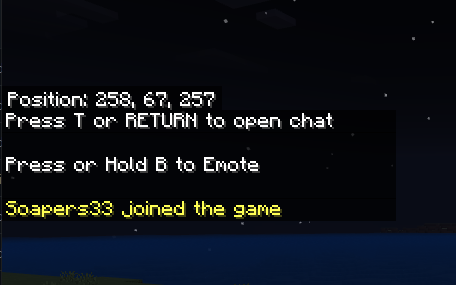 Position: 258, 67, 257
Press T or RETURN to open chat
Press or Hold B to Emote
Soapers33 joined the game